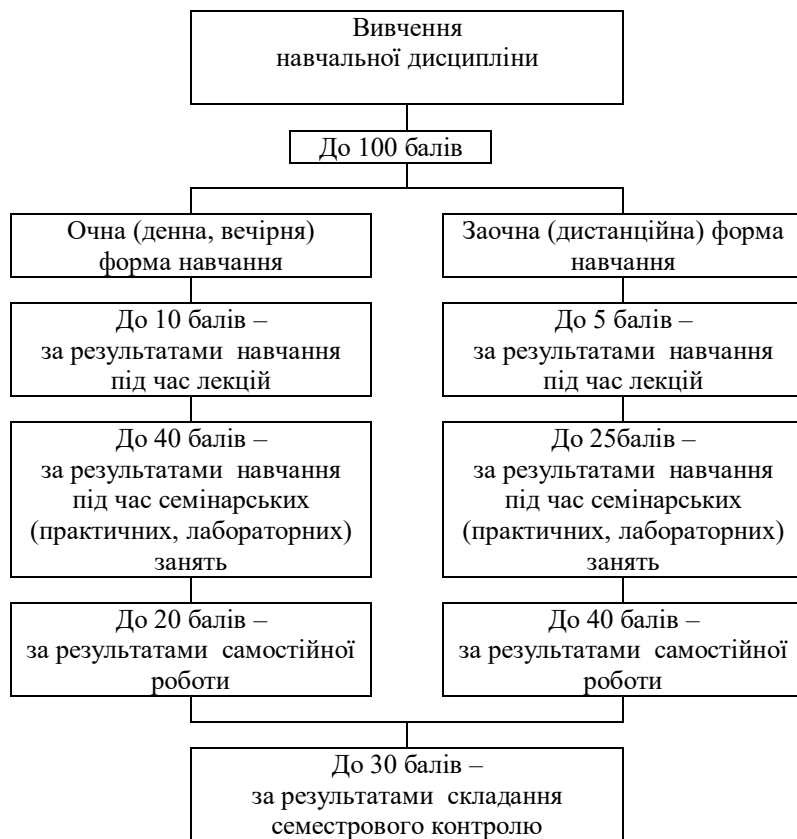 Вивчення
навчальної дисципліни
До 100 балів
Очна (денна, вечірня)
форма навчання
Заочна (дистанційна) форма
навчання
До 10 балів –
за результатами навчання
під час лекцій
До 5 балів –
за результатами навчання
під час лекцій
До 40 балів –
за результатами навчання
під час семінарських
(практичних, лабораторних)
занять
До 25балів –
за результатами навчання
під час семінарських
(практичних, лабораторних)
занять
До 20 балів –
за результатами самостійної
роботи
До 40 балів –
за результатами самостійної
роботи
До 30 балів –
за результатами складання
семестрового контролю